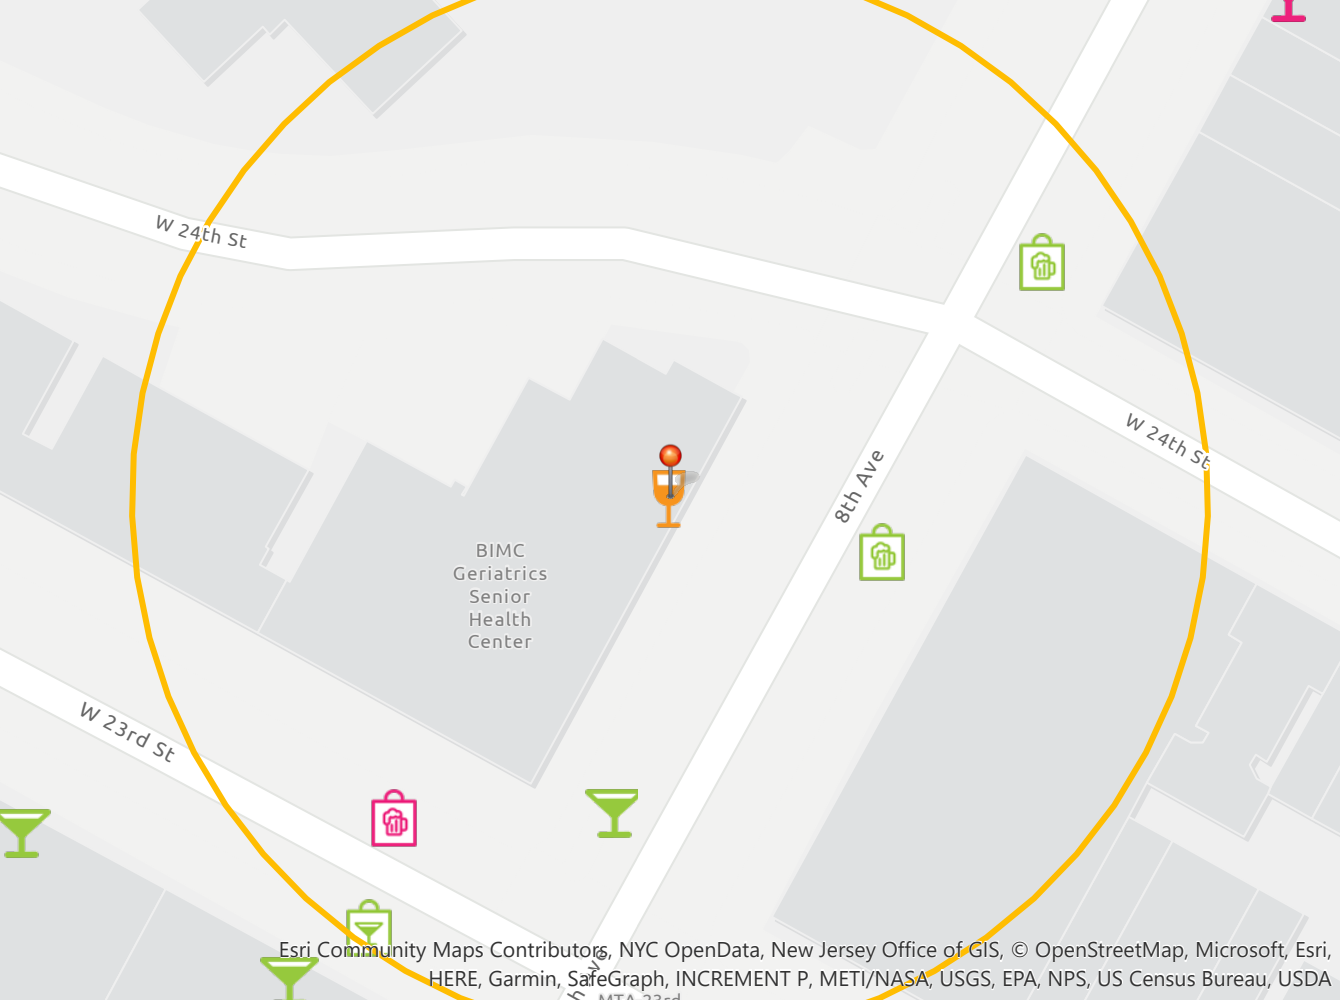 W 24th St
W 24th St
8th Ave
BIMC
Geriatrics
Senior
Health
Center
W 23rd St
Esri Community Maps Contributors, NYC OpenData, New Jersey Office of GIS, © OpenStreetMap, Microsoft, Esri,
HERE, Garmin, SafeGraph, INCREMENT P, METI/NASA, USGS, EPA, NPS, US Census Bureau, USDA
MTA 23rd